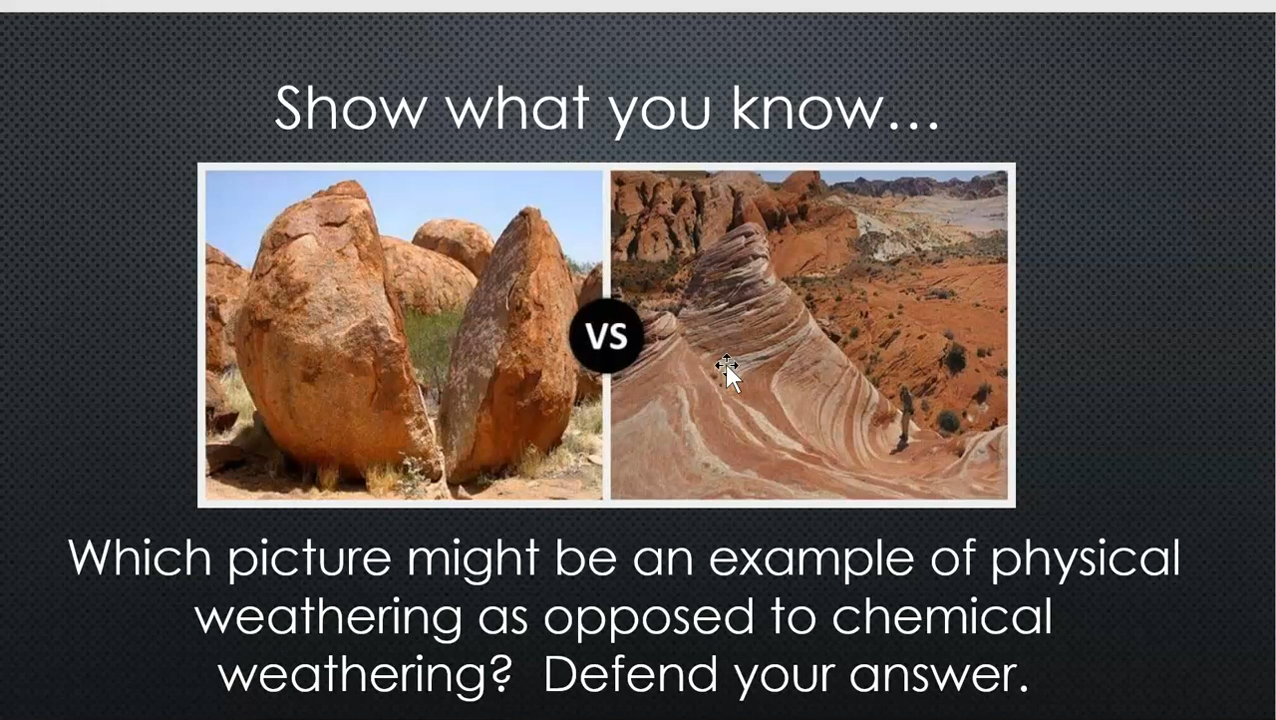 Show what you know...
VS
Which picture might be an example of physical
weathering as opposed to chemical
weathering?  Defend your answer.